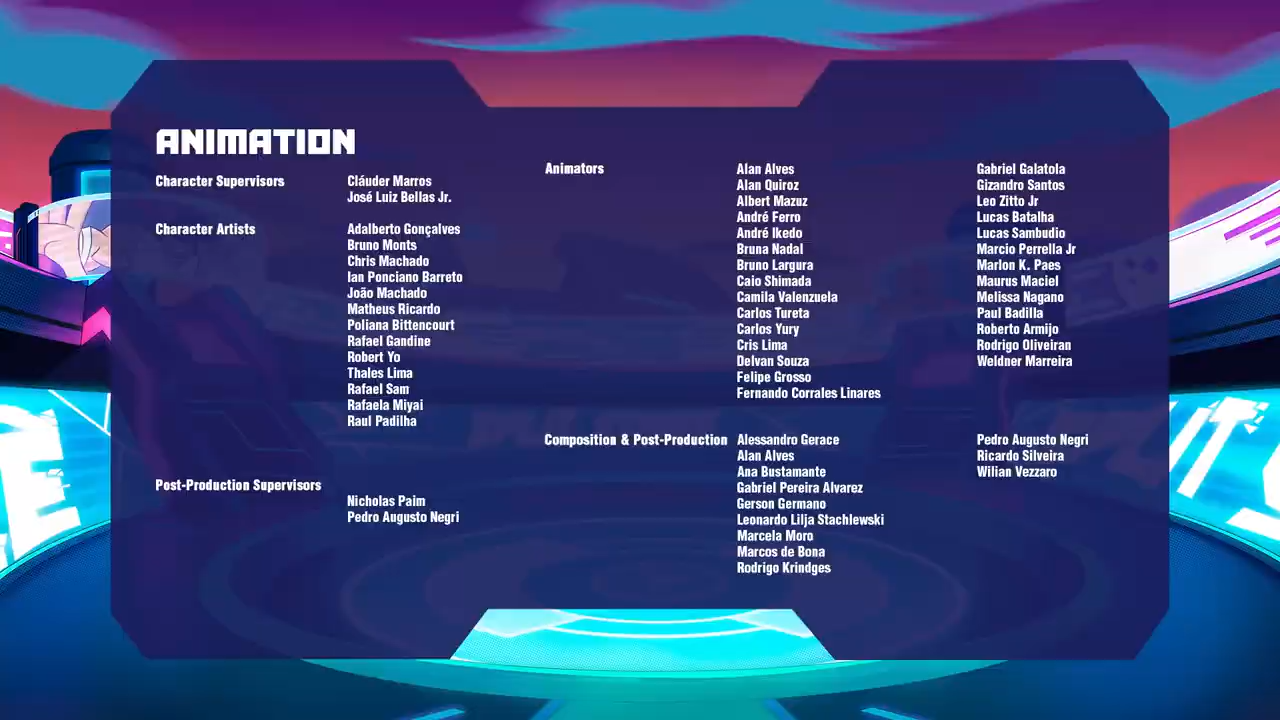 ANIMATION
Character Supervisors
Cláuder Marros
José Luiz Bellas Jr.
Character Artists
Adalberto Gonçalves
Bruno Monts
Chris Machado
Ian Ponciano Barreto
João Machado
Matheus Ricardo
Poliana Bittencourt
Rafael Gandine
Robert Yo
Thales Lima
Rafael Sam
Rafaela Miyai
Raul Padilha
Post-Production Supervisors
Nicholas Paim
Pedro Augusto Negri
Animators
Alan Alves
Alan Quiroz
Albert Mazuz
André Ferro
André Ikedo
Bruna Nadal
Bruno Largura
Caio Shimada
Camila Valenzuela
Carlos Tureta
Carlos Yury
Cris Lima
Delvan Souza
Felipe Grosso
Fernando Corrales Linares
Gabriel Galatola
Gizandro Santos
Leo Zitto Jr
Lucas Batalha
Lucas Sambudio
Marcio Perrella Jr
Marlon K. Paes
Maurus Maciel
Melissa Nagano
Paul Badilla
Roberto Armijo
Rodrigo Oliveiran
Weldner Marreira
Composition & Post-Production
Alessandro Gerace
Alan Alves
Ana Bustamante
Gabriel Pereira Alvarez
Gerson Germano
Leonardo Lilja Stachlewski
Marcela Moro
Marcos de Bona
Rodrigo Krindges
Pedro Augusto Negri
Ricardo Silveira
Wilian Vezzaro